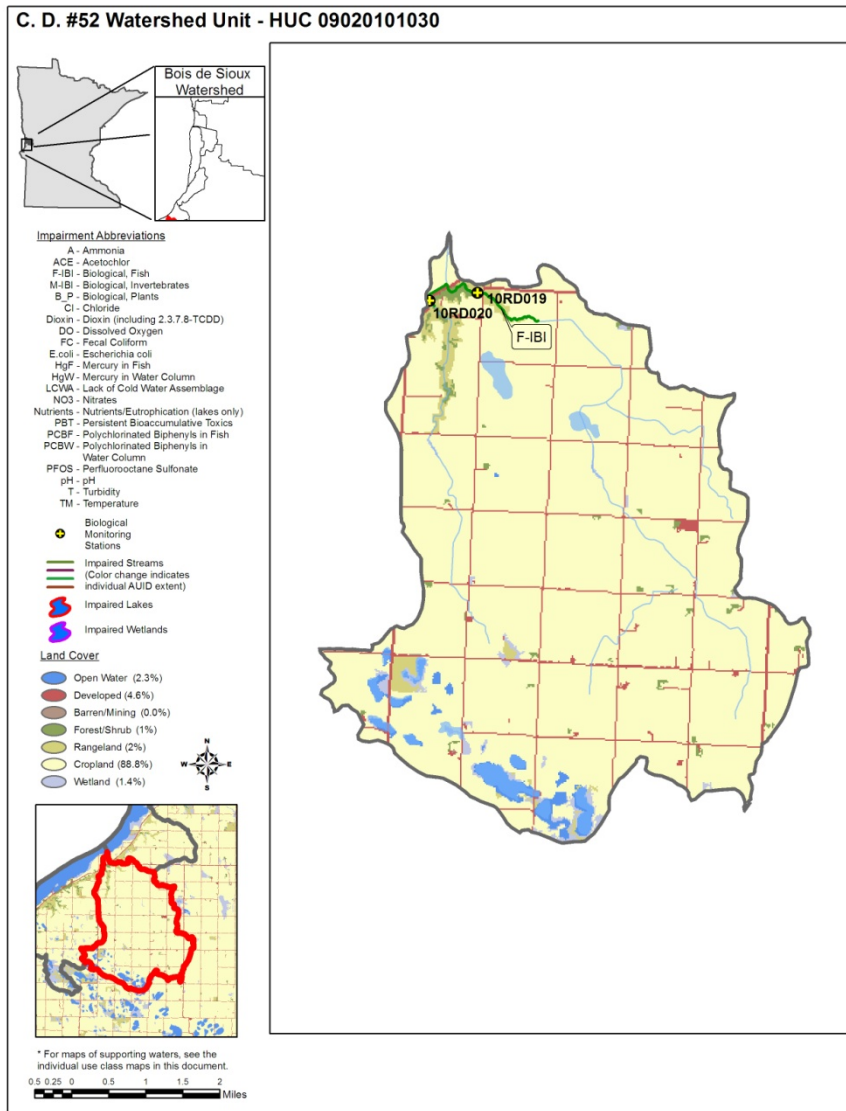 C. D. #52 Watershed Unit - HUC 09020101030
Bois de Sioux
Watershed
Impairment Abbreviations
A - Ammonia
ACE - Acetochlor
F-IBI - Biological, Fish
M-IBI - Biological, Invertebrates
B_P - Biological, Plants
Cl - Chloride
Dioxin - Dioxin (including 2.3.7.8-TCDD)
DO - Dissolved Oxygen
FC - Fecal Coliform
E.coli - Escherichia coli
HgF - Mercury in Fish
HgW - Mercury in Water Column
LCWA - Lack of Cold Water Assemblage
NO3 - Nitrates
Nutrients - Nutrients/Eutrophication (lakes only)
PBT - Persistent Bioaccumulative Toxics
PCBF - Polychlorinated Biphenyls in Fish
PCBW - Polychlorinated Biphenyls in
Water Column
PFOS - Perfluorooctane Sulfonate
pH - pH
T - Turbidity
TM - Temperature
Biological
Monitoring
Stations
Impaired Streams
(Color change indicates
individual AUID extent)
Impaired Lakes
Impaired Wetlands
Land Cover
Open Water (2.3%)
Developed (4.6%)
Barren/Mining (0.0%)
Forest/Shrub (1%)
Rangeland (2%)
Cropland (88.8%)
Wetland (1.4%)
N
W E
S
10RD019
10RD020
F-IBI
* For maps of supporting waters, see the
individual use class maps in this document.
0.5 0.25 0 0.5 1 1.5 2
Miles